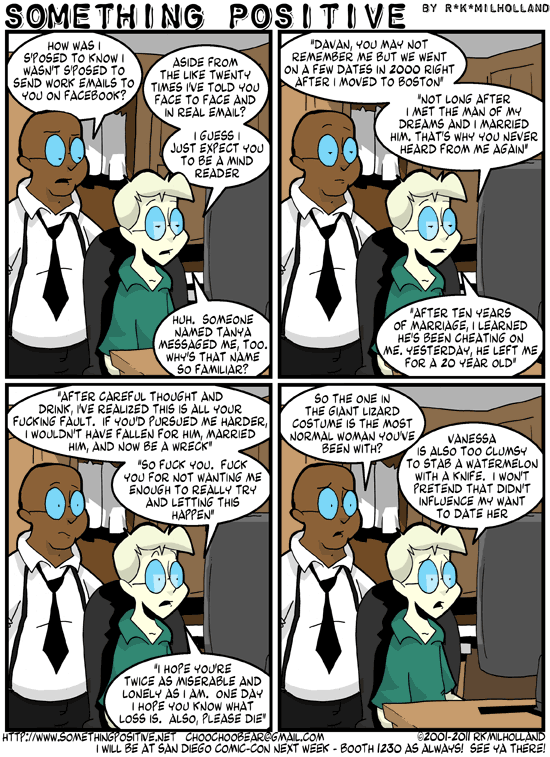 SOMETHING POSITIVE
BY R*K*MILHOLLAND
HOW WAS I
S'POSED TO KNOW I
WASN'T S'POSED TO
SEND WORK EMAILS TO
YOU ON FACEBOOK?
ASIDE FROM
THE LIKE TWENTY
TIMES I'VE TOLD YOU
FACE TO FACE AND
IN REAL EMAIL?
I GUESS I
JUST EXPECT YOU
TO BE A MIND
READER
HUH. SOMEONE
NAMED TANYA
MESSAGED ME, TOO.
WHY'S THAT NAME
SO FAMILIAR?
"DAVAN, YOU MAY NOT
REMEMBER ME BUT WE WENT
ON A FEW DATES IN 2000 RIGHT
AFTER I MOVED TO BOSTON"
"NOT LONG AFTER
I MET THE MAN OF MY
DREAMS AND I MARRIED
HIM. THAT'S WHY YOU NEVER
HEARD FROM ME AGAIN"
"AFTER TEN YEARS
OF MARRIAGE, I LEARNED
HE'S BEEN CHEATING ON
ME. YESTERDAY, HE LEFT ME
FOR A 20 YEAR OLD"
"AFTER CAREFUL THOUGHT AND
DRINK, I'VE REALIZED THIS IS ALL YOUR
FUCKING FAULT. IF YOU'D PURSUED ME HARDER,
I WOULDN'T HAVE FALLEN FOR HIM, MARRIED
HIM, AND NOW BE A WRECK"
"SO FUCK YOU. FUCK
YOU FOR NOT WANTING ME
ENOUGH TO REALLY TRY
AND LETTING THIS
HAPPEN"
"I HOPE YOU'RE
TWICE AS MISERABLE AND
LONELY AS I AM. ONE DAY
I HOPE YOU KNOW WHAT
LOSS IS. ALSO, PLEASE DIE"
SO THE ONE IN
THE GIANT LIZARD
COSTUME IS THE MOST
NORMAL WOMAN YOU'VE
BEEN WITH?
VANESSA
IS ALSO TOO CLUMSY
TO STAB A WATERMELON
WITH A KNIFE. I WON'T
PRETEND THAT DIDN'T
INFLUENCE MY WANT
TO DATE HER
HTTP://WWW.SOMETHINGPOSITIVE.NET CHOOCHOOBEAR@GMAIL.COM ©2001-2011 RKMILHOLLAND
I WILL BE AT SAN DIEGO COMIC-CON NEXT WEEK - BOOTH 1230 AS ALWAYS! SEE YA THERE!